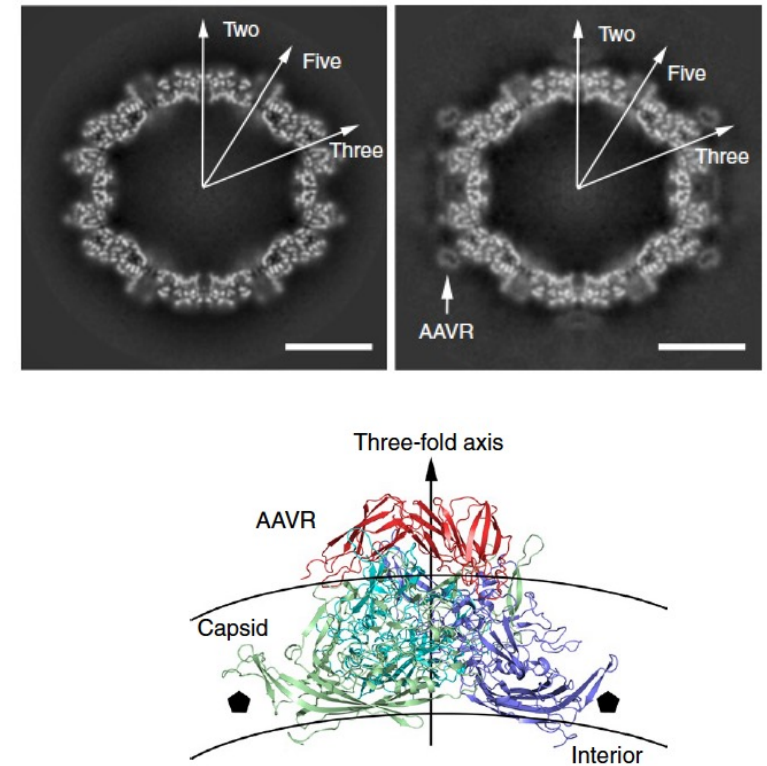 Two
Five
Three
Two
Five
Three
AAVR
Three-fold axis
AAVR
Capsid
Interior